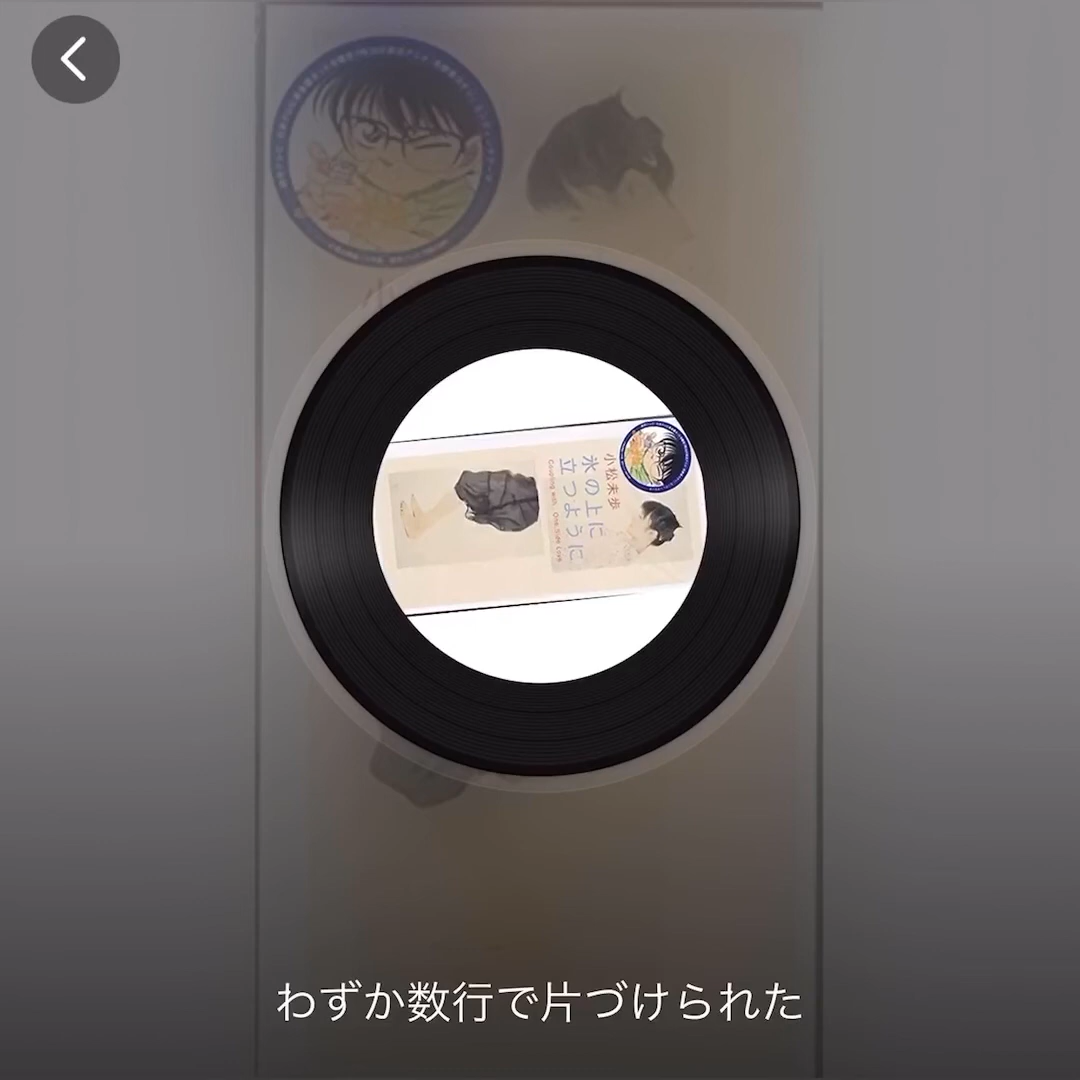 小松未歩
氷の上に
立つように
Coupling with... One Side Love
わずか数行で片づけられた